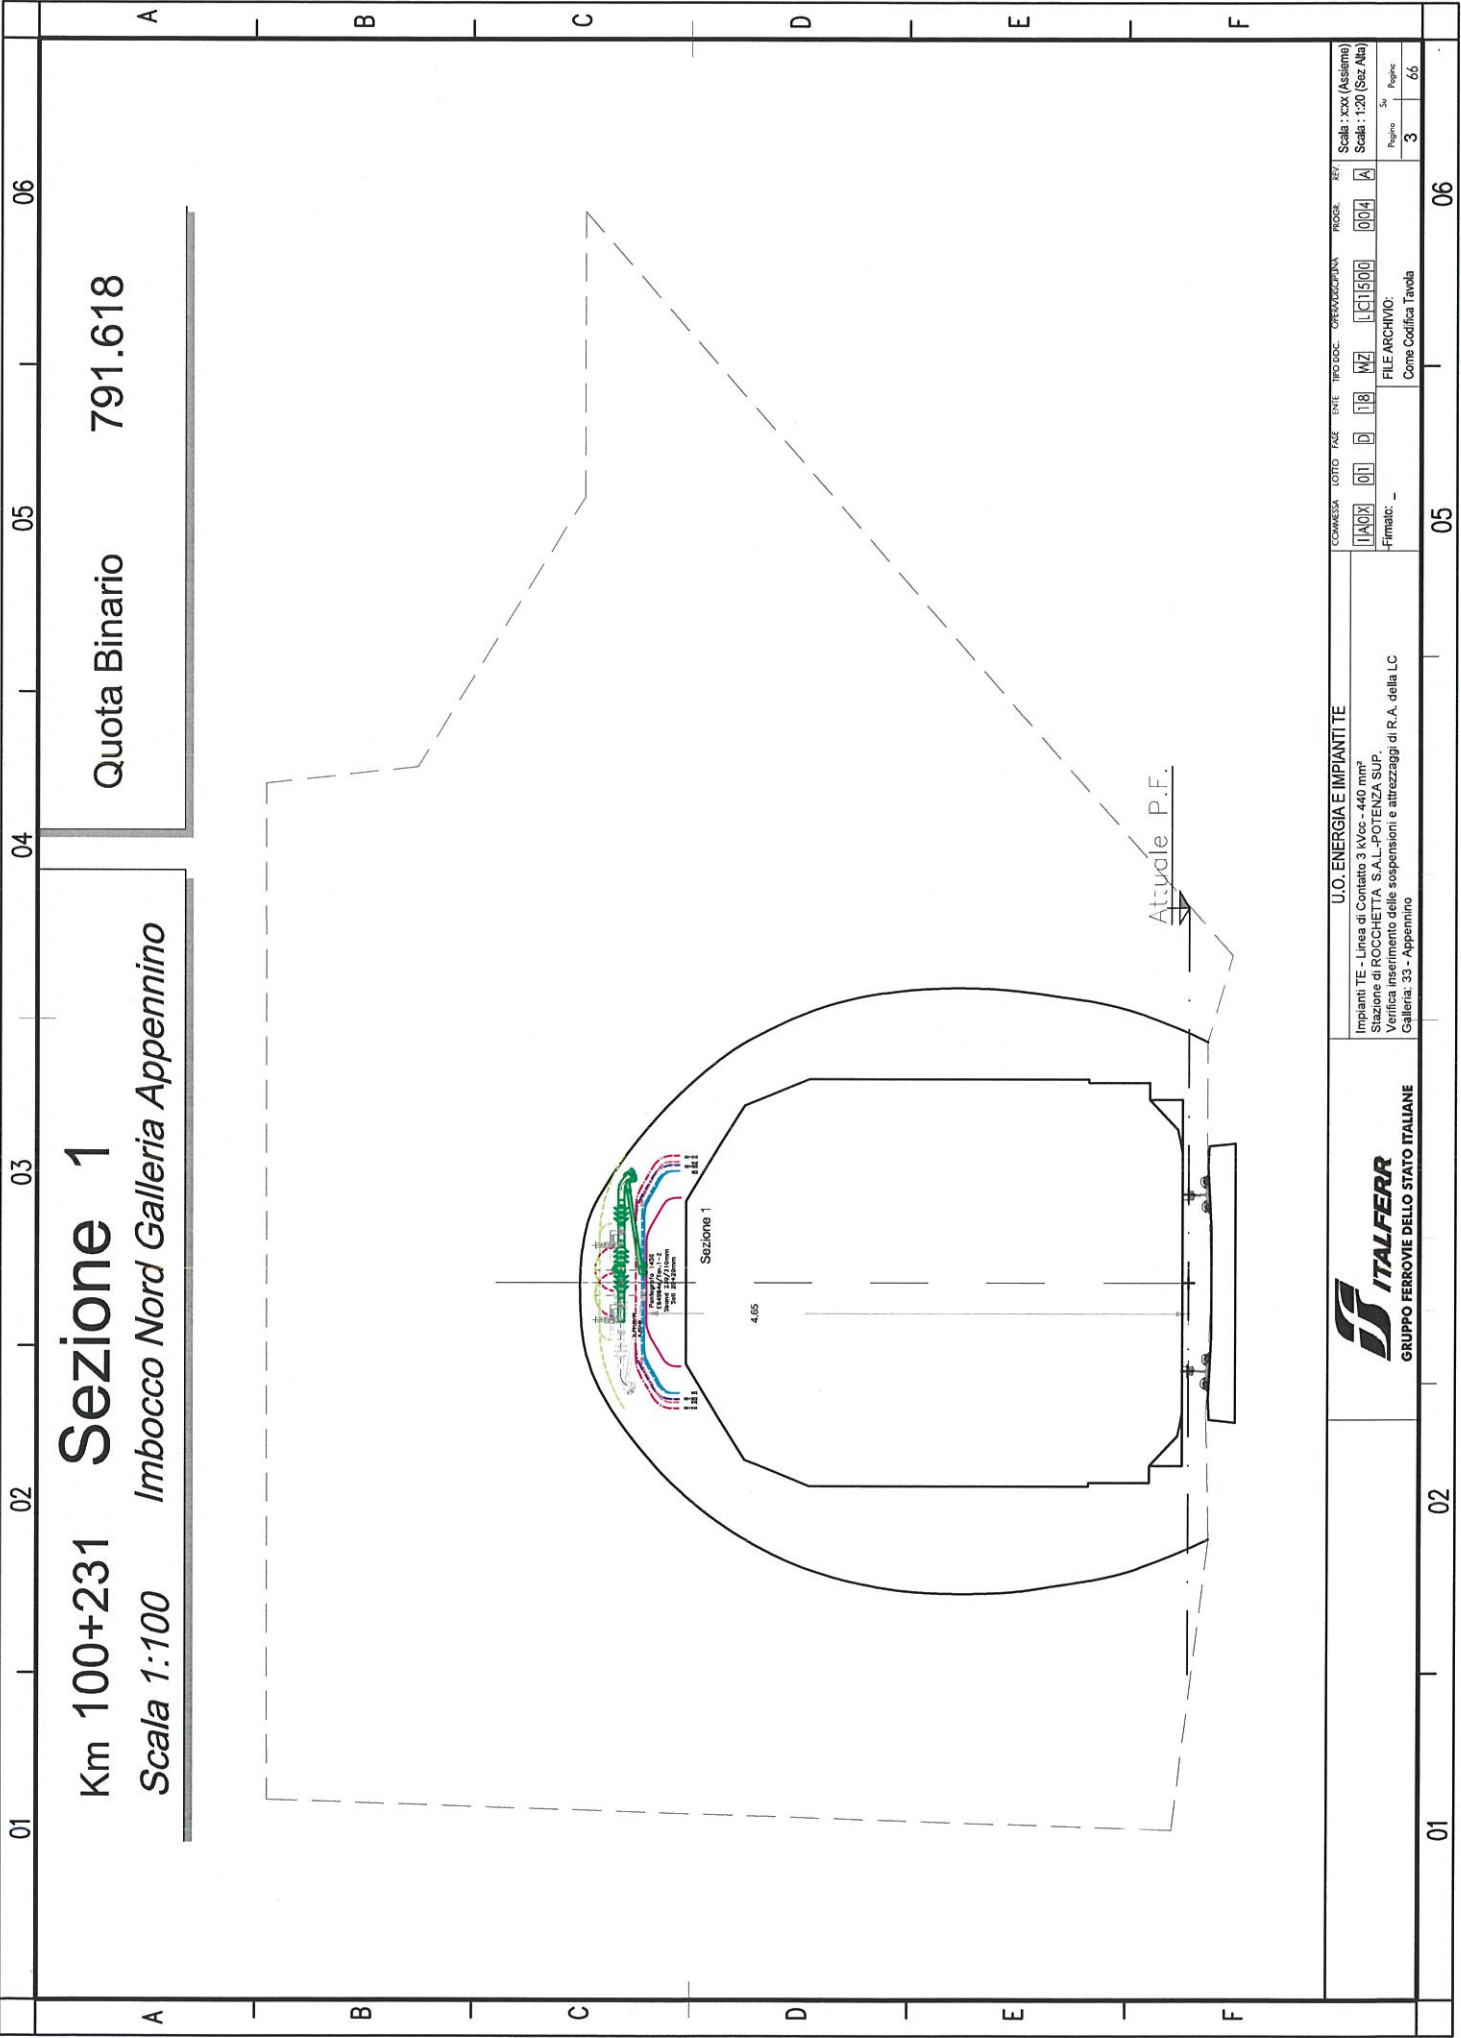 01
02
03
04
05
06
A
B
C
D
E
F
Km 100+231 Sezione 1
Scala 1:100 Imbocco Nord Galleria Appennino
Quota Binario 791.618
Sezione 1
4.65
Attuale P.F.
ITALFERR
GRUPPO FERROVIE DELLO STATO ITALIANE
U.O. ENERGIA E IMPIANTI TE
Impianti TE - Linea di Contatto 3 kVcc - 440 mm²
Stazione di ROCCHETTA S.A.L.-POTENZA SUP.
Verifica inserimento delle sospensioni e attrezzaggi di R.A. della LC
Galleria: 33 - Appennino
COMMESSA LOTTO FASE ENTE TIPO DOC. OPERA/DISCIPLINA PROGR. REV.
IA0X 01 D 18 WZ LC1500 004 A
Firmato: –
FILE ARCHIVIO:
Come Codifica Tavola
Scala : x:xx (Assieme)
Scala : 1:20 (Sez Alta)
Pagina Su Pagine
3 66
A
B
C
D
E
F
01
02
05
06